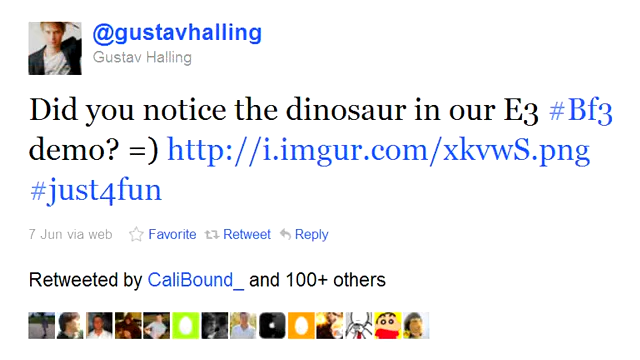 @gustavhalling
Gustav Halling
Did you notice the dinosaur in our E3 #Bf3
demo? =) http://i.imgur.com/xkvwS.png
#just4fun
7 Jun via web Favorite Retweet Reply
Retweeted by CaliBound_ and 100+ others